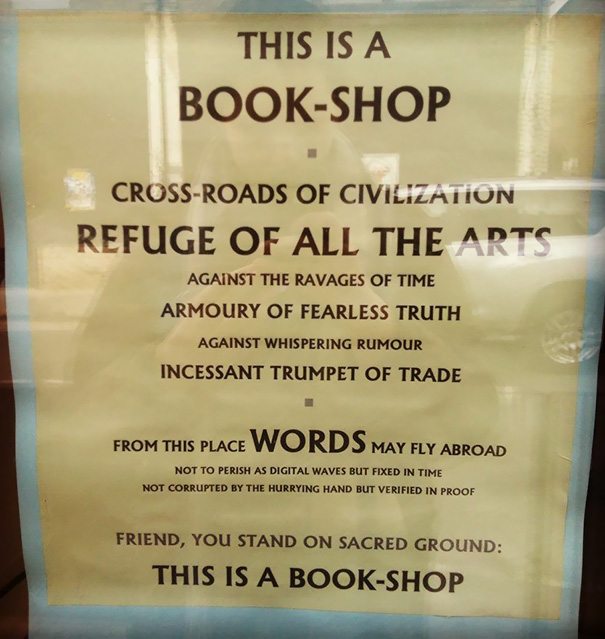 THIS IS A
BOOK-SHOP
CROSS-ROADS OF CIVILIZATION
REFUGE OF ALL THE ARTS
AGAINST THE RAVAGES OF TIME
ARMOURY OF FEARLESS TRUTH
AGAINST WHISPERING RUMOUR
INCESSANT TRUMPET OF TRADE
FROM THIS PLACE WORDS MAY FLY ABROAD
NOT TO PERISH AS DIGITAL WAVES BUT FIXED IN TIME
NOT CORRUPTED BY THE HURRYING HAND BUT VERIFIED IN PROOF
FRIEND, YOU STAND ON SACRED GROUND:
THIS IS A BOOK-SHOP